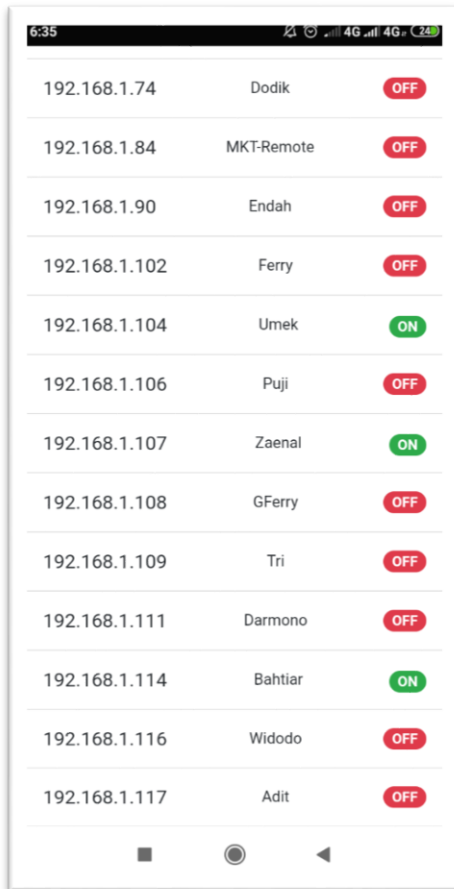 6:35 4G 4G 24
192.168.1.74 Dodik OFF
192.168.1.84 MKT-Remote OFF
192.168.1.90 Endah OFF
192.168.1.102 Ferry OFF
192.168.1.104 Umek ON
192.168.1.106 Puji OFF
192.168.1.107 Zaenal ON
192.168.1.108 GFerry OFF
192.168.1.109 Tri OFF
192.168.1.111 Darmono OFF
192.168.1.114 Bahtiar ON
192.168.1.116 Widodo OFF
192.168.1.117 Adit OFF